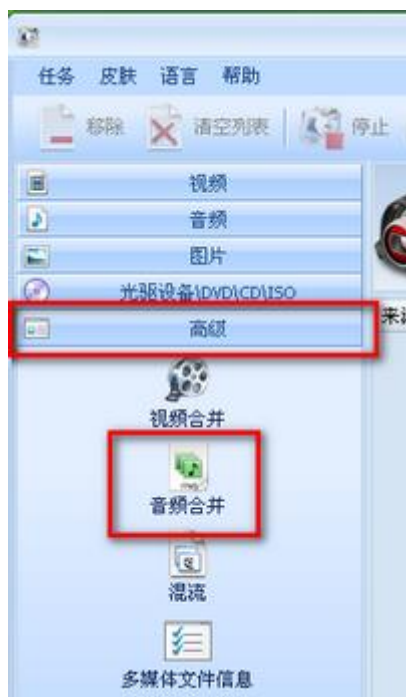 任务 皮肤 语言 帮助
移除 清空列表 停止
视频
音频
图片
光驱设备\DVD\CD\ISO
高级
视频合并
音频合并
混流
多媒体文件信息